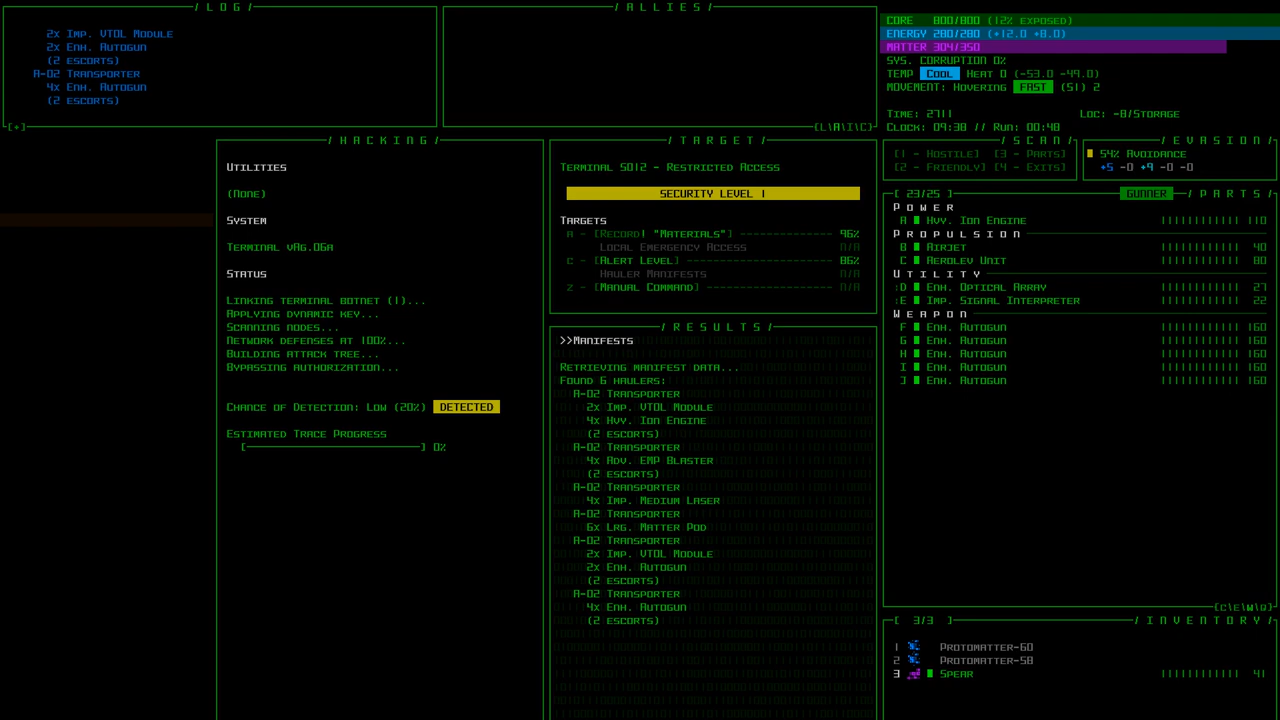 / L O G /
2x Imp. VTOL Module
2x Enh. Autogun
(2 escorts)
A-02 Transporter
4x Enh. Autogun
(2 escorts)
[+]
/ A L L I E S /
(L\A\I\C)
CORE 800/800 (12% exposed)
ENERGY 280/280 (+12.0 +8.0)
MATTER 304/350
SYS. CORRUPTION 0%
TEMP Cool Heat 0 (-53.0 -49.0)
MOVEMENT: Hovering FAST (51) 2
Time: 2711 Loc: -8/Storage
Clock: 09:38 // Run: 00:48
/ S C A N /
[1 - Hostile] [3 - Parts]
[2 - Friendly] [4 - Exits]
/ E V A S I O N /
54% Avoidance
+5 -0 +9 -0 -0
/ H A C K I N G /
Utilities
(None)
System
Terminal vAg.06a
Status
Linking terminal botnet (1)...
Applying dynamic key...
Scanning nodes...
Network defenses at 100%...
Building attack tree...
Bypassing authorization...
Chance of Detection: Low (20%) DETECTED
Estimated Trace Progress
[ ] 0%
/ T A R G E T /
Terminal 5D12 - Restricted Access
SECURITY LEVEL 1
Targets
A - [Record| "Materials"] 96%
Local Emergency Access N/A
C - [Alert Level] 86%
Hauler Manifests N/A
Z - [Manual Command] N/A
/ R E S U L T S /
>>Manifests
Retrieving manifest data...
Found 6 haulers:
A-02 Transporter
2x Imp. VTOL Module
4x Hvy. Ion Engine
(2 escorts)
A-02 Transporter
4x Adv. EMP Blaster
(2 escorts)
A-02 Transporter
4x Imp. Medium Laser
A-02 Transporter
6x Lrg. Matter Pod
A-02 Transporter
2x Imp. VTOL Module
2x Enh. Autogun
(2 escorts)
A-02 Transporter
4x Enh. Autogun
(2 escorts)
[ 23/25 ] GUNNER / P A R T S /
P o w e r
A Hvy. Ion Engine 110
P r o p u l s i o n
B Airjet 40
C Aerolev Unit 80
U t i l i t y
:D Enh. Optical Array 27
:E Imp. Signal Interpreter 22
W e a p o n
F Enh. Autogun 160
G Enh. Autogun 160
H Enh. Autogun 160
I Enh. Autogun 160
J Enh. Autogun 160
(C\E\W\Q)
[ 3/3 ] / I N V E N T O R Y /
1 Protomatter-60
2 Protomatter-58
3 Spear 41